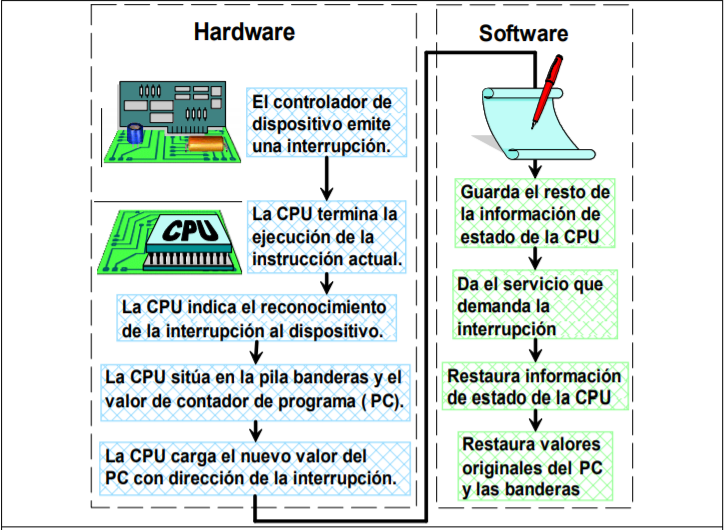 Hardware
El controlador de
dispositivo emite
una interrupción.
CPU
La CPU termina la
ejecución de la
instrucción actual.
La CPU indica el reconocimiento
de la interrupción al dispositivo.
La CPU sitúa en la pila banderas y el
valor de contador de programa ( PC).
La CPU carga el nuevo valor del
PC con dirección de la interrupción.
Software
Guarda el resto de
la información de
estado de la CPU
Da el servicio que
demanda la
interrupción
Restaura información
de estado de la CPU
Restaura valores
originales del PC
y las banderas